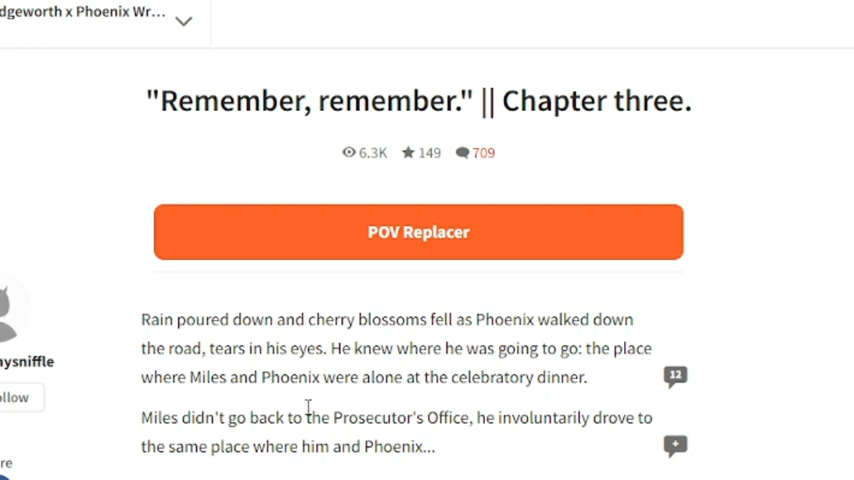 dgeworth x Phoenix Wr...
"Remember, remember." || Chapter three.
6.3K 149 709
POV Replacer
Rain poured down and cherry blossoms fell as Phoenix walked down
the road, tears in his eyes. He knew where he was going to go: the place
where Miles and Phoenix were alone at the celebratory dinner.
12
nysniffle
ollow
Miles didn't go back to the Prosecutor's Office, he involuntarily drove to
the same place where him and Phoenix...
+
re